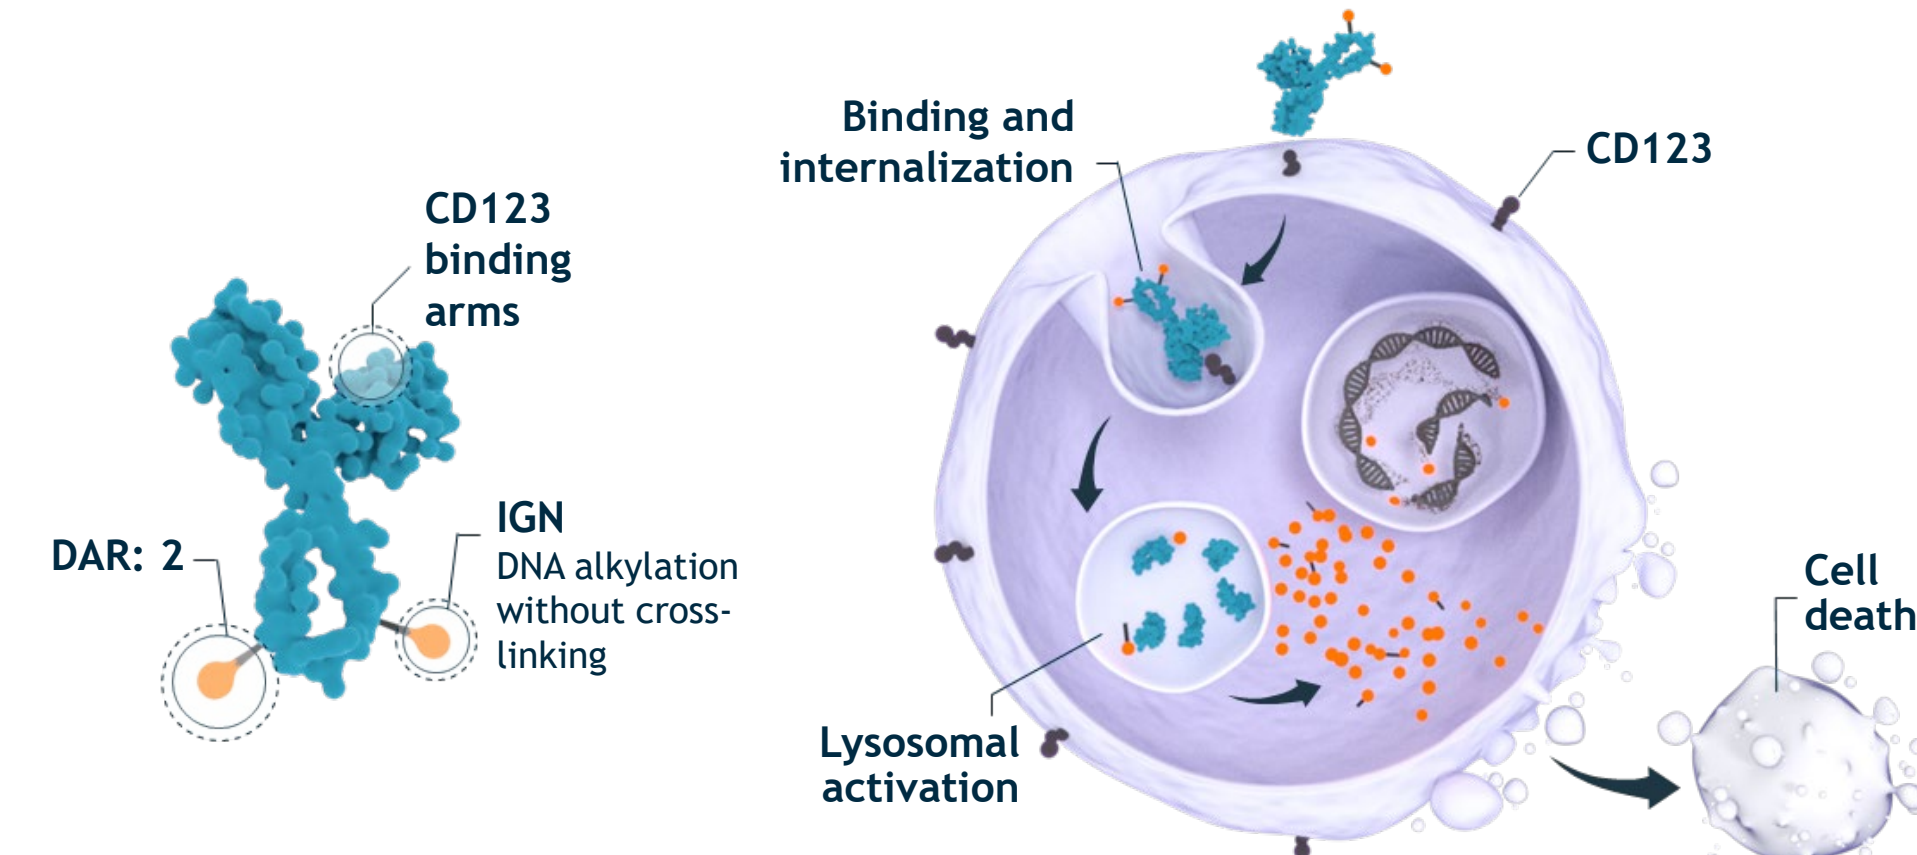 CD123
binding
arms
DAR: 2
IGN
DNA alkylation
without cross-
linking
Binding and
internalization
CD123
Lysosomal
activation
Cell
death